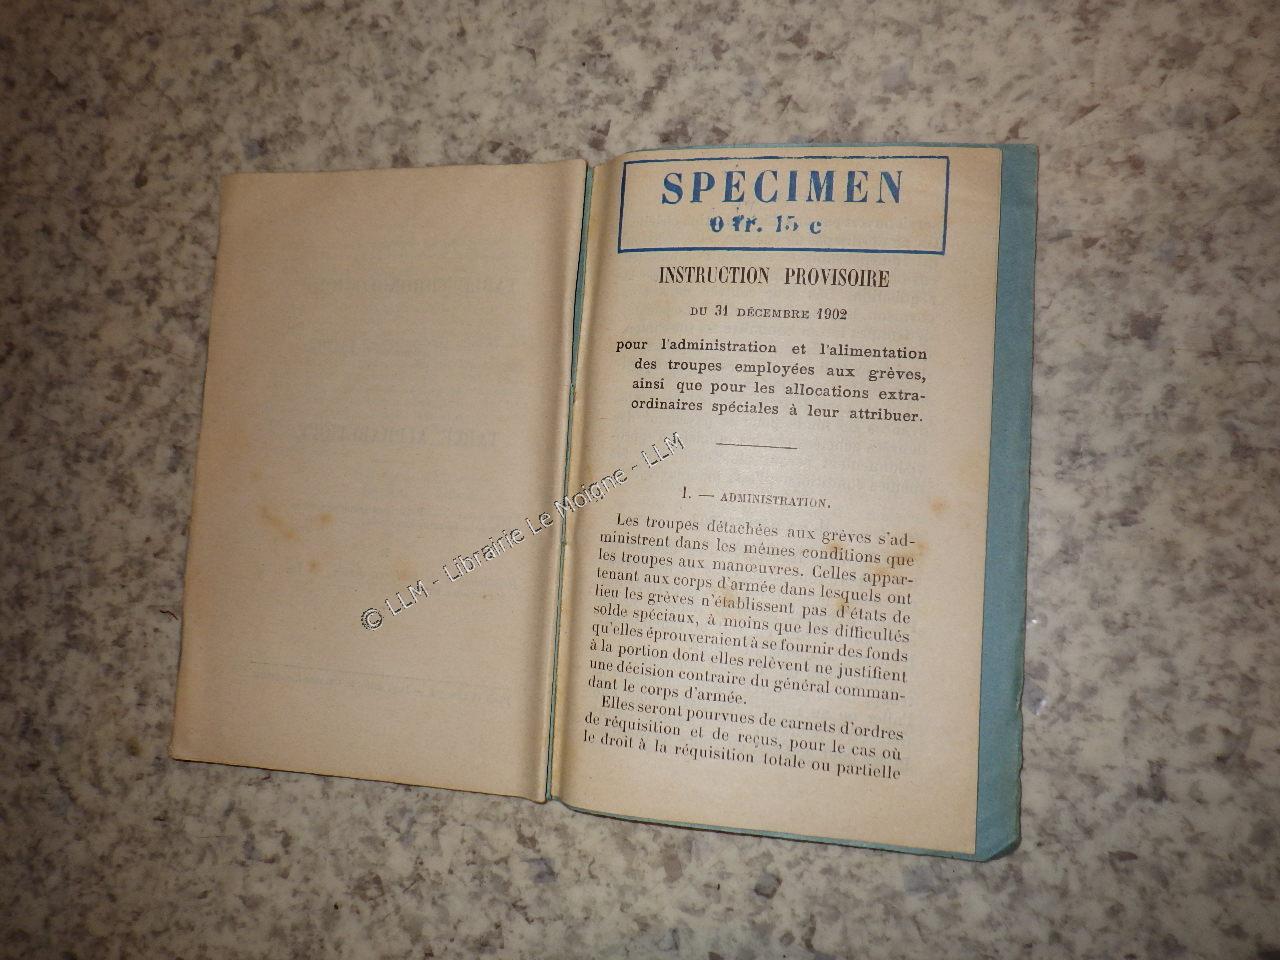 SPÉCIMEN
0 fr. 15 c
INSTRUCTION PROVISOIRE
DU 31 DÉCEMBRE 1902
pour l'administration et l'alimentation
des troupes employées aux grèves,
ainsi que pour les allocations extra-
ordinaires spéciales à leur attribuer.
I. — ADMINISTRATION.
Les troupes détachées aux grèves s'ad-
ministrent dans les mêmes conditions que
les troupes aux manœuvres. Celles appar-
tenant aux corps d'armée dans lesquels ont
lieu les grèves n'établissent pas d'états de
solde spéciaux, à moins que les difficultés
qu'elles éprouveraient à se fournir des fonds
à la portion dont elles relèvent ne justifient
une décision contraire du général comman-
dant le corps d'armée.
Elles seront pourvues de carnets d'ordres
de réquisition et de reçus, pour le cas où
le droit à la réquisition totale ou partielle
© LLM - Librairie Le Moigne - LLM